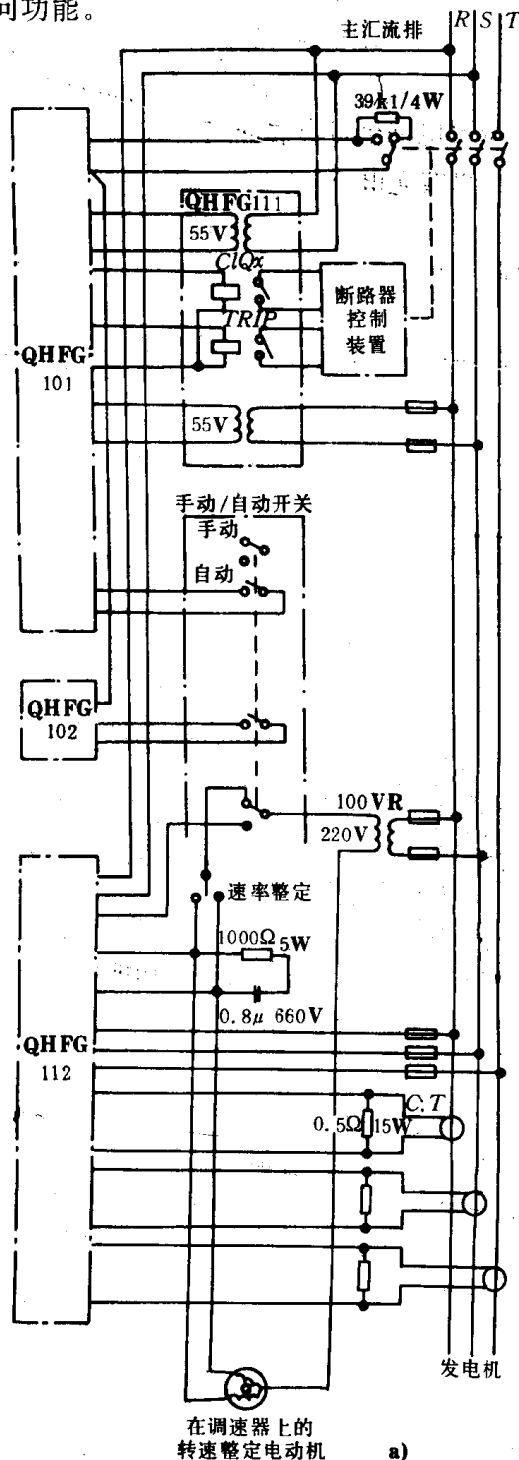 向功能。
主汇流排
R S T
39k1/4W
QHFG111
55V
ClQx
TRIP
断路器
控制
装置
QHFG
101
55V
手动/自动开关
手动
自动
QHFG
102
100VR
220V
速率整定
1000Ω 5W
0.8μ 660V
QHFG
112
C.T
0.5Ω 15W
发电机
在调速器上的
转速整定电动机
a)